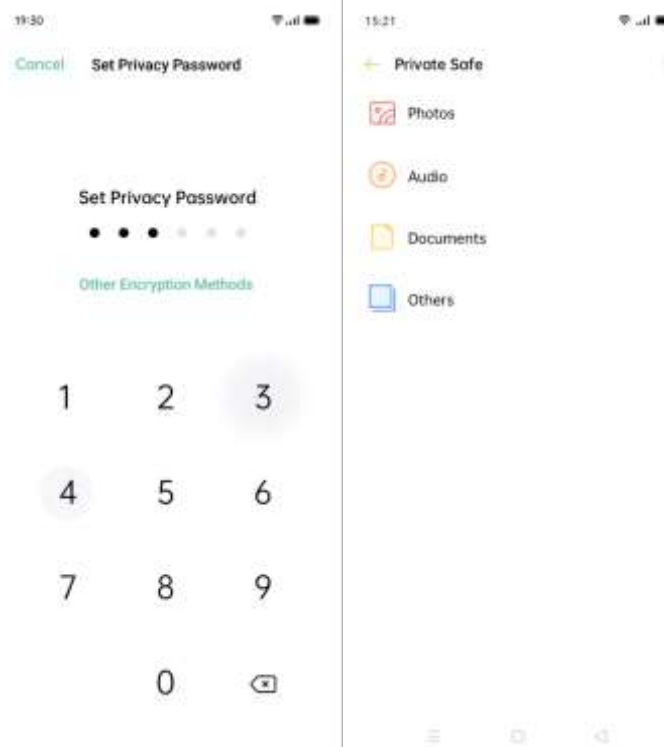 19:30
Cancel Set Privacy Password
Set Privacy Password
Other Encryption Methods
1 2 3
4 5 6
7 8 9
0
15:21
Private Safe
Photos
Audio
Documents
Others